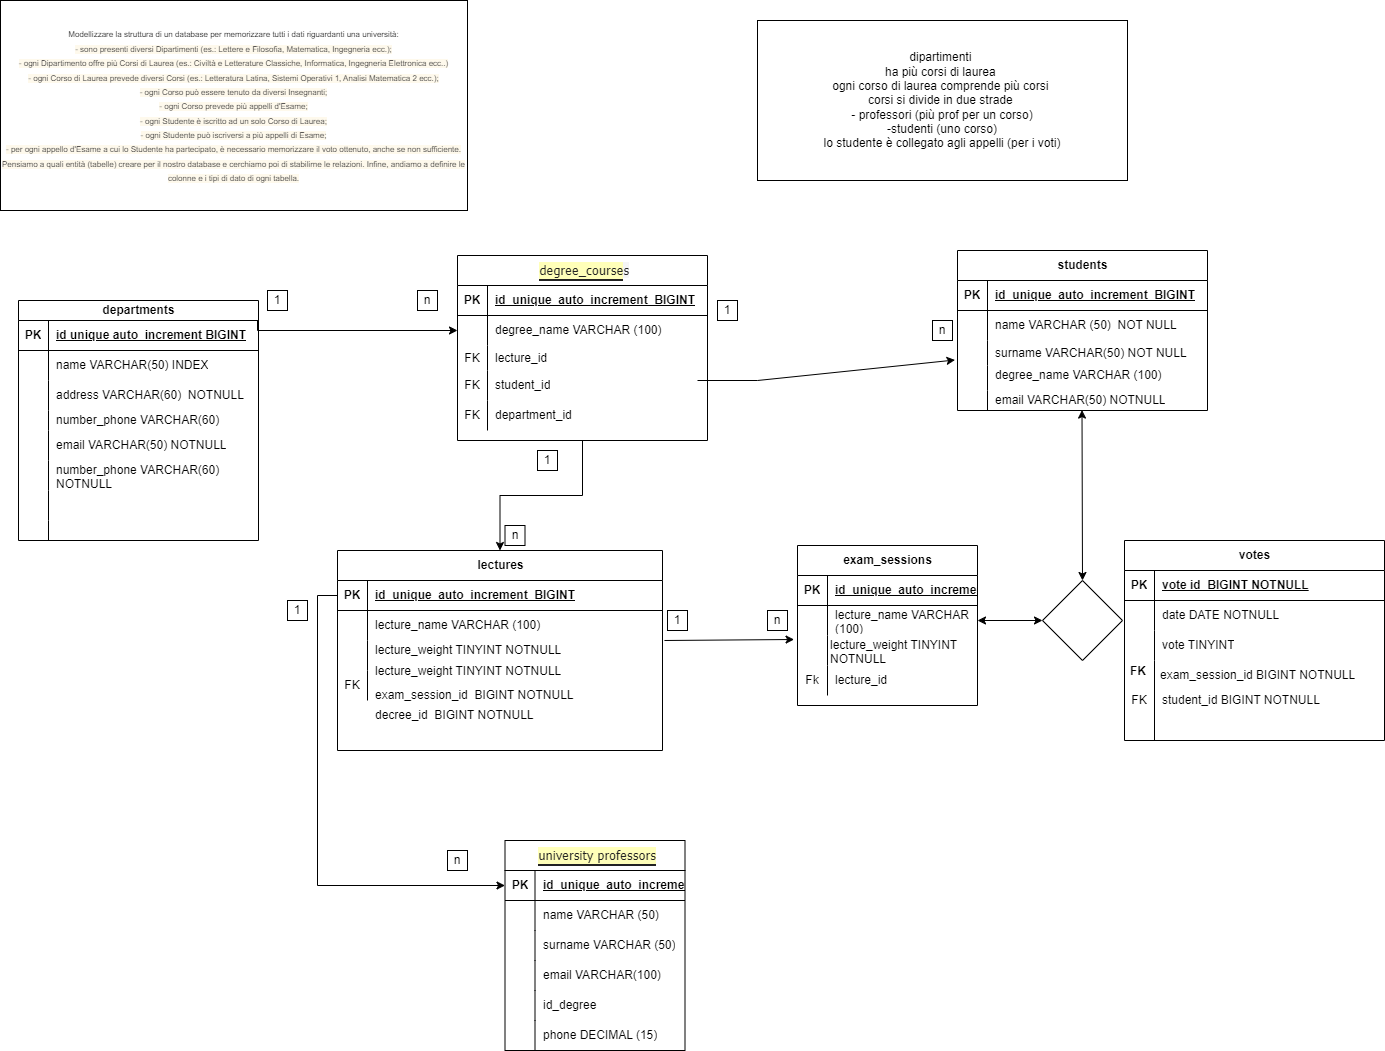 Modellizzare la struttura di un database per memorizzare tutti i dati riguardanti una università:
- sono presenti diversi Dipartimenti (es.: Lettere e Filosofia, Matematica, Ingegneria ecc.);
- ogni Dipartimento offre più Corsi di Laurea (es.: Civiltà e Letterature Classiche, Informatica, Ingegneria Elettronica ecc..)
- ogni Corso di Laurea prevede diversi Corsi (es.: Letteratura Latina, Sistemi Operativi 1, Analisi Matematica 2 ecc.);
- ogni Corso può essere tenuto da diversi Insegnanti;
- ogni Corso prevede più appelli d'Esame;
- ogni Studente è iscritto ad un solo Corso di Laurea;
- ogni Studente può iscriversi a più appelli di Esame;
- per ogni appello d'Esame a cui lo Studente ha partecipato, è necessario memorizzare il voto ottenuto, anche se non sufficiente.
Pensiamo a quali entità (tabelle) creare per il nostro database e cerchiamo poi di stabilirne le relazioni. Infine, andiamo a definire le
colonne e i tipi di dato di ogni tabella.
dipartimenti
ha più corsi di laurea
ogni corso di laurea comprende più corsi
corsi si divide in due strade
- professori (più prof per un corso)
-studenti (uno corso)
lo studente è collegato agli appelli (per i voti)
departments
PK id unique auto_increment BIGINT
name VARCHAR(50) INDEX
address VARCHAR(60) NOTNULL
number_phone VARCHAR(60)
email VARCHAR(50) NOTNULL
number_phone VARCHAR(60)
NOTNULL
1
n
degree_courses
PK id_unique_auto_increment_BIGINT
degree_name VARCHAR (100)
FK lecture_id
FK student_id
FK department_id
1
n
students
PK id_unique_auto_increment_BIGINT
name VARCHAR (50) NOT NULL
surname VARCHAR(50) NOT NULL
degree_name VARCHAR (100)
email VARCHAR(50) NOTNULL
1
n
lectures
PK id_unique_auto_increment_BIGINT
lecture_name VARCHAR (100)
lecture_weight TINYINT NOTNULL
lecture_weight TINYINT NOTNULL
FK
exam_session_id BIGINT NOTNULL
decree_id BIGINT NOTNULL
1
1
n
exam_sessions
PK id_unique_auto_increme
lecture_name VARCHAR
(100)
lecture_weight TINYINT
NOTNULL
Fk lecture_id
votes
PK vote id_BIGINT NOTNULL
date DATE NOTNULL
vote TINYINT
FK exam_session_id BIGINT NOTNULL
FK student_id BIGINT NOTNULL
n
university professors
PK id_unique_auto_increme
name VARCHAR (50)
surname VARCHAR (50)
email VARCHAR(100)
id_degree
phone DECIMAL (15)